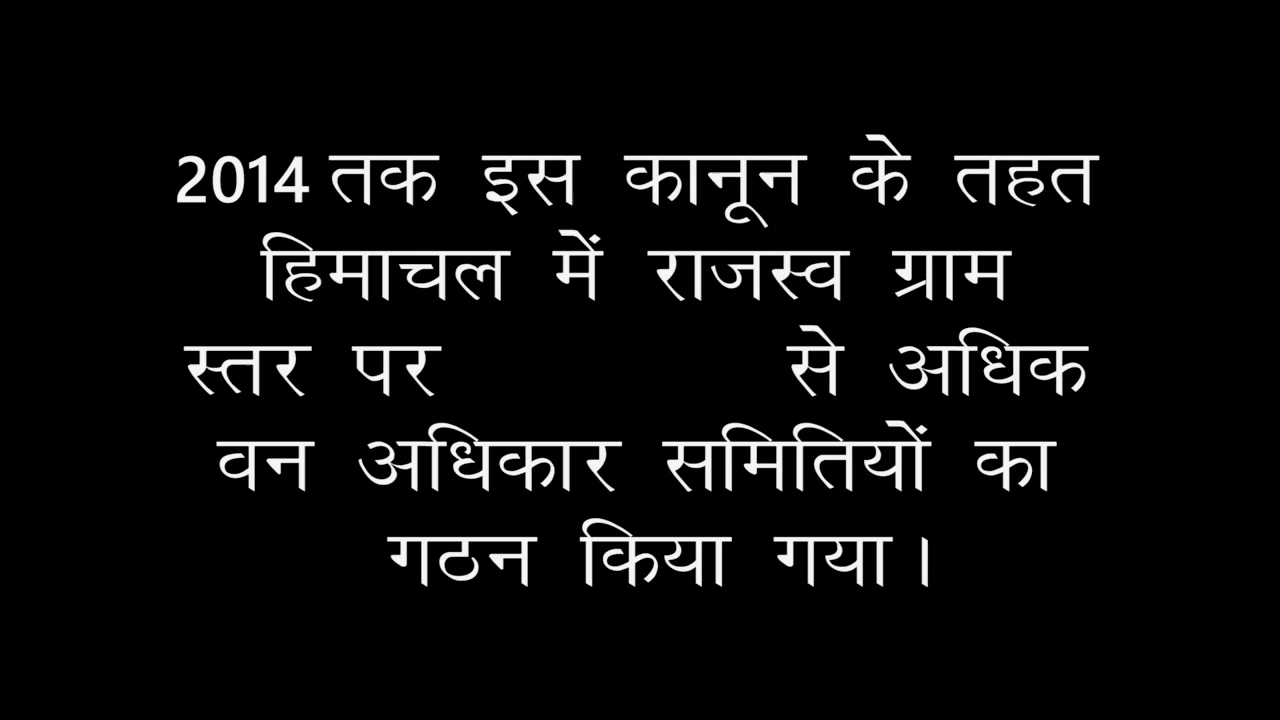 2014 तक इस कानून के तहत
हिमाचल में राजस्व ग्राम
स्तर पर से अधिक
वन अधिकार समितियों का
गठन किया गया।